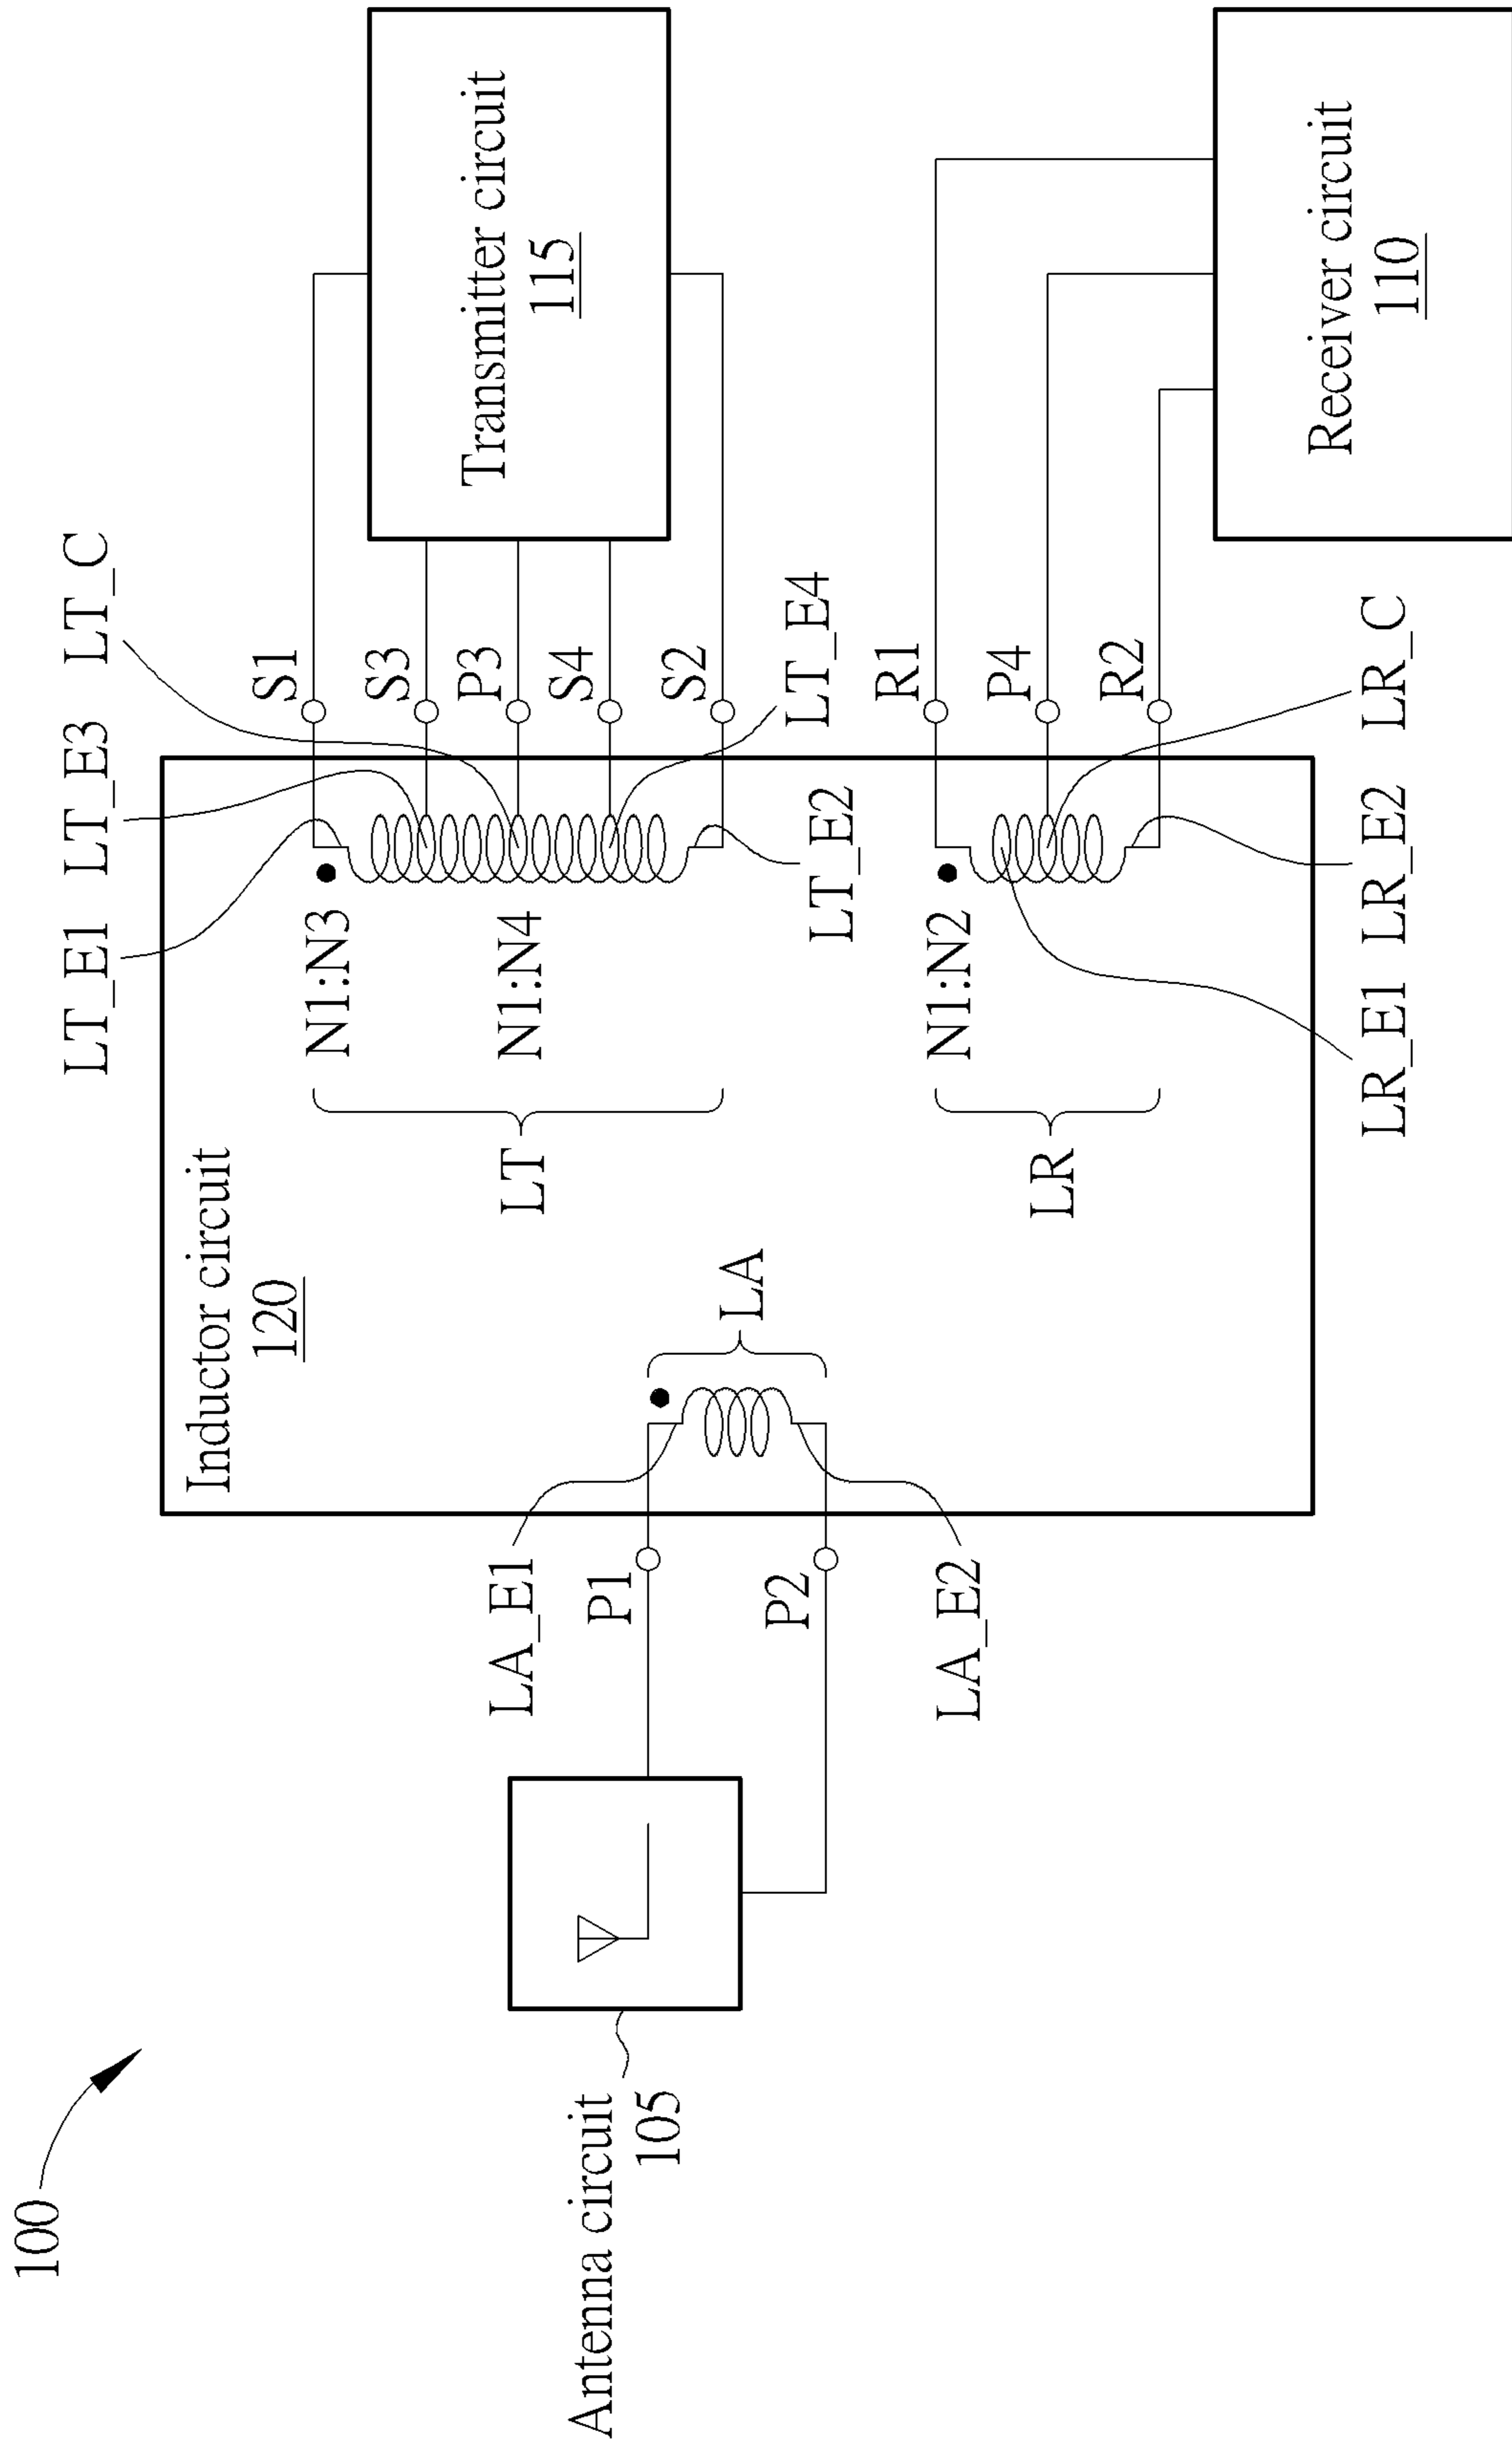 100
Antenna circuit
105
LA_E1
P1
P2
LA_E2
Inductor circuit
120
LA
LT
LR
N1:N3
N1:N4
N1:N2
LT_E1
LT_E3
LT_C
LT_E2
LT_E4
LR_E1
LR_E2
LR_C
S1
S3
P3
S4
S2
R1
P4
R2
Transmitter circuit
115
Receiver circuit
110